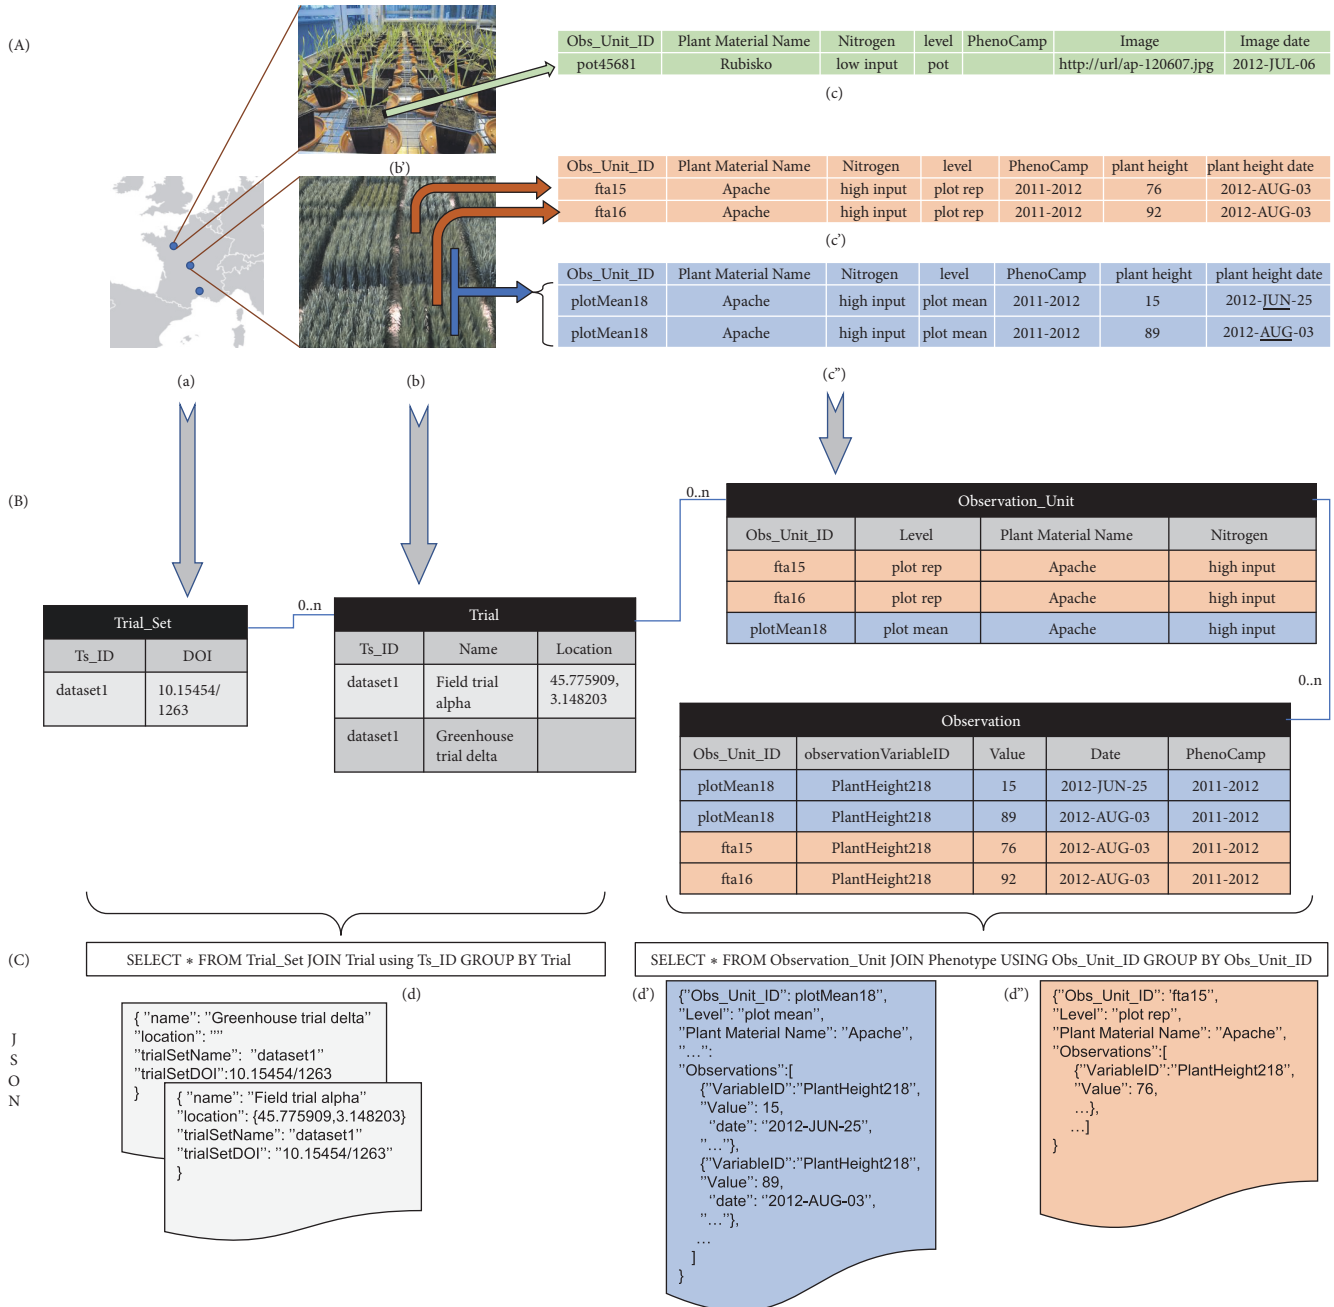 (A)
Obs_Unit_ID Plant Material Name Nitrogen level PhenoCamp Image Image date
pot45681 Rubisko low input pot http://url/ap-120607.jpg 2012-JUL-06
(c)
(b')
Obs_Unit_ID Plant Material Name Nitrogen level PhenoCamp plant height plant height date
fta15 Apache high input plot rep 2011-2012 76 2012-AUG-03
fta16 Apache high input plot rep 2011-2012 92 2012-AUG-03
(c')
Obs_Unit_ID Plant Material Name Nitrogen level PhenoCamp plant height plant height date
plotMean18 Apache high input plot mean 2011-2012 15 2012-JUN-25
plotMean18 Apache high input plot mean 2011-2012 89 2012-AUG-03
(a)
(b)
(c'')
(B)
0..n
Observation_Unit
Obs_Unit_ID Level Plant Material Name Nitrogen
fta15 plot rep Apache high input
fta16 plot rep Apache high input
plotMean18 plot mean Apache high input
0..n
Trial_Set
Ts_ID DOI
dataset1 10.15454/
1263
0..n
Trial
Ts_ID Name Location
dataset1 Field trial 45.775909,
alpha 3.148203
dataset1 Greenhouse
trial delta
Observation
Obs_Unit_ID observationVariableID Value Date PhenoCamp
plotMean18 PlantHeight218 15 2012-JUN-25 2011-2012
plotMean18 PlantHeight218 89 2012-AUG-03 2011-2012
fta15 PlantHeight218 76 2012-AUG-03 2011-2012
fta16 PlantHeight218 92 2012-AUG-03 2011-2012
(C)
SELECT * FROM Trial_Set JOIN Trial using Ts_ID GROUP BY Trial
SELECT * FROM Observation_Unit JOIN Phenotype USING Obs_Unit_ID GROUP BY Obs_Unit_ID
J
S
O
N
(d)
{ ''name'': ''Greenhouse trial delta''
''location'': ''''
''trialSetName'': ''dataset1''
''trialSetDOI'':10.15454/1263
}
{ ''name'': ''Field trial alpha''
''location'': {45.775909,3.148203}
''trialSetName'': ''dataset1''
''trialSetDOI'': ''10.15454/1263''
}
(d')
{''Obs_Unit_ID'': plotMean18'',
''Level'': ''plot mean'',
''Plant Material Name'': ''Apache'',
''…'':
''Observations'':[
{''VariableID'':''PlantHeight218'',
''Value'': 15,
''date'': ''2012-JUN-25'',
''…''},
{''VariableID'':''PlantHeight218'',
''Value'': 89,
''date'': ''2012-AUG-03'',
''…''},
…
]
}
(d'')
{''Obs_Unit_ID'': 'fta15'',
''Level'': ''plot rep'',
''Plant Material Name'': ''Apache'',
''Observations'':[
{''VariableID'':''PlantHeight218'',
''Value'': 76,
…},
…]
}